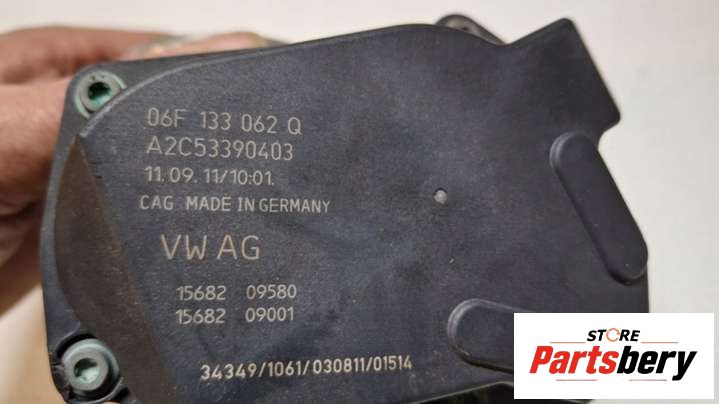 06F 133 062 Q
A2C53390403
11.09.11/10:01.
CAG MADE IN GERMANY
VW AG
15682 09580
15682 09001
34349/1061/030811/01514
STORE
Partsbery